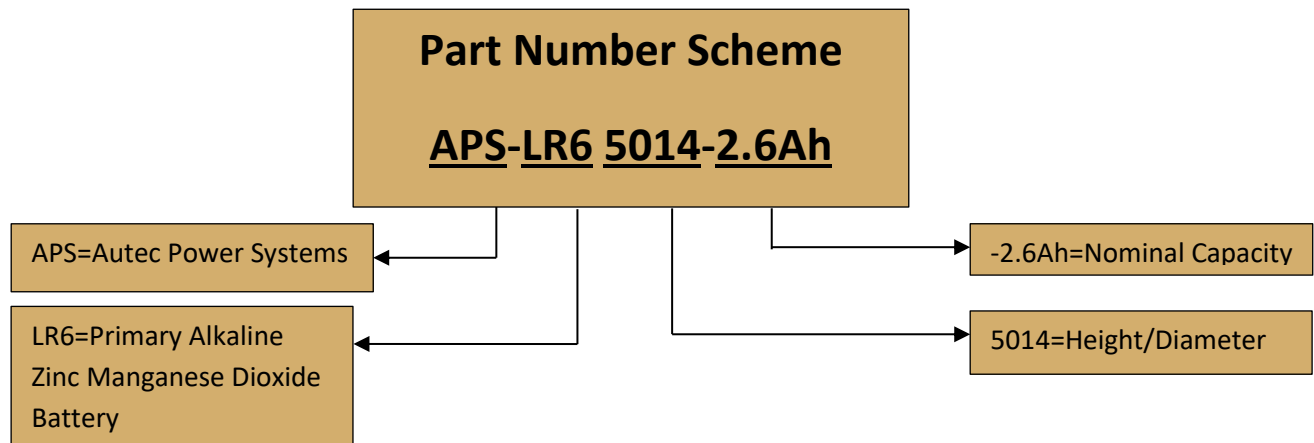 Part Number Scheme
APS-LR6 5014-2.6Ah
APS=Autec Power Systems
-2.6Ah=Nominal Capacity
LR6=Primary Alkaline
Zinc Manganese Dioxide
Battery
5014=Height/Diameter